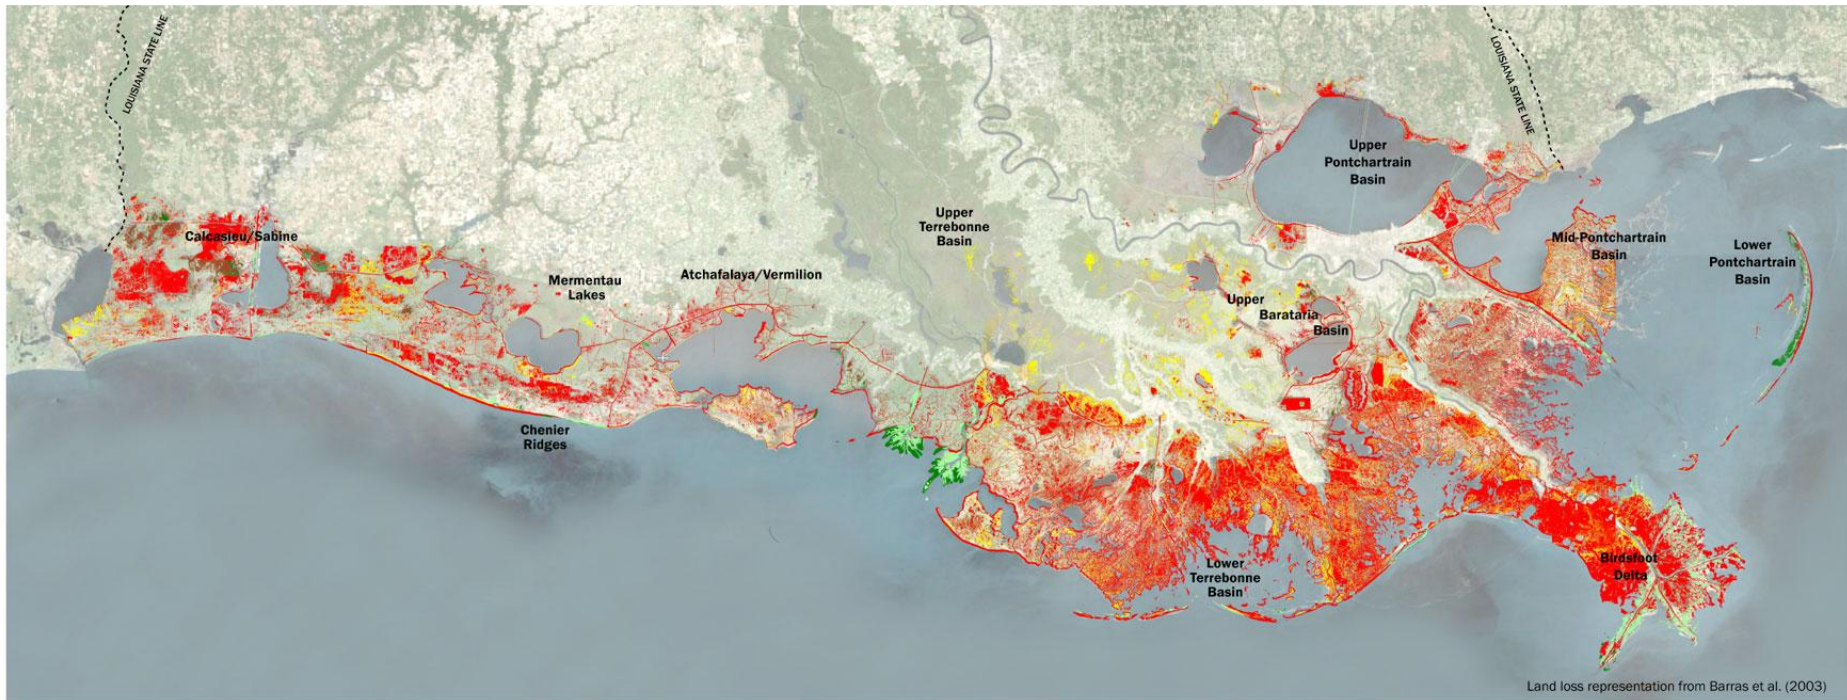 LOUISIANA STATE LINE
LOUISIANA STATE LINE
Upper
Pontchartrain
Basin
Upper
Terrebonne
Basin
Calcasieu/Sabine
Mid-Pontchartrain
Basin
Lower
Pontchartrain
Basin
Mermentau
Lakes
Atchafalaya/Vermilion
Upper
Barataria
Basin
Chenier
Ridges
Lower
Terrebonne
Basin
Birdsfoot
Delta
Land loss representation from Barras et al. (2003)